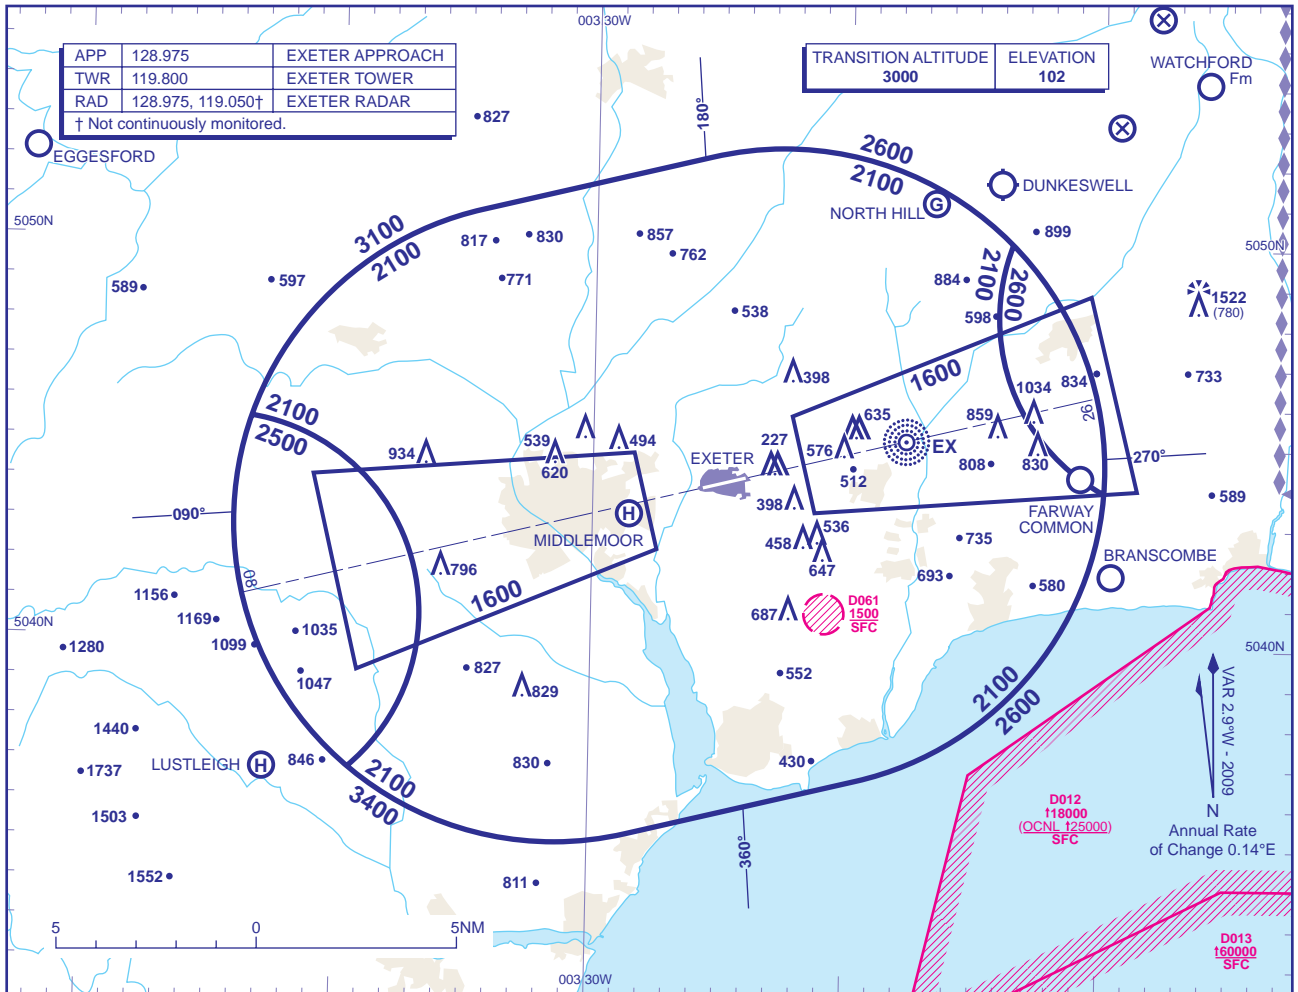 003 30W
APP 128.975 EXETER APPROACH
TWR 119.800 EXETER TOWER
RAD 128.975, 119.050† EXETER RADAR
† Not continuously monitored.
TRANSITION ALTITUDE
3000
ELEVATION
102
WATCHFORD
Fm
EGGESFORD
827
180°
2600
2100
DUNKESWELL
NORTH HILL
G
5050N
5050N
3100
2100
817
830
857
762
899
771
884
2100
2600
589
597
538
598
1522
(780)
398
1600
834
733
2100
2500
1034
26
635
859
539
494
934
620
227
576
EX
EXETER
808
830
270°
512
589
398
090°
H
MIDDLEMOOR
FARWAY
COMMON
536
458
735
BRANSCOMBE
647
796
08
693
580
1600
1156
D061
1500
SFC
687
1169
1035
1099
5040N
5040N
1280
1047
827
829
552
2100
2600
VAR 2.9°W - 2009
1440
LUSTLEIGH
H
846
1737
830
430
2100
3400
D012
†18000
(OCNL †25000)
SFC
N
Annual Rate
of Change 0.14°E
1503
360°
1552
811
5 0 5NM
D013
†60000
SFC
003 30W